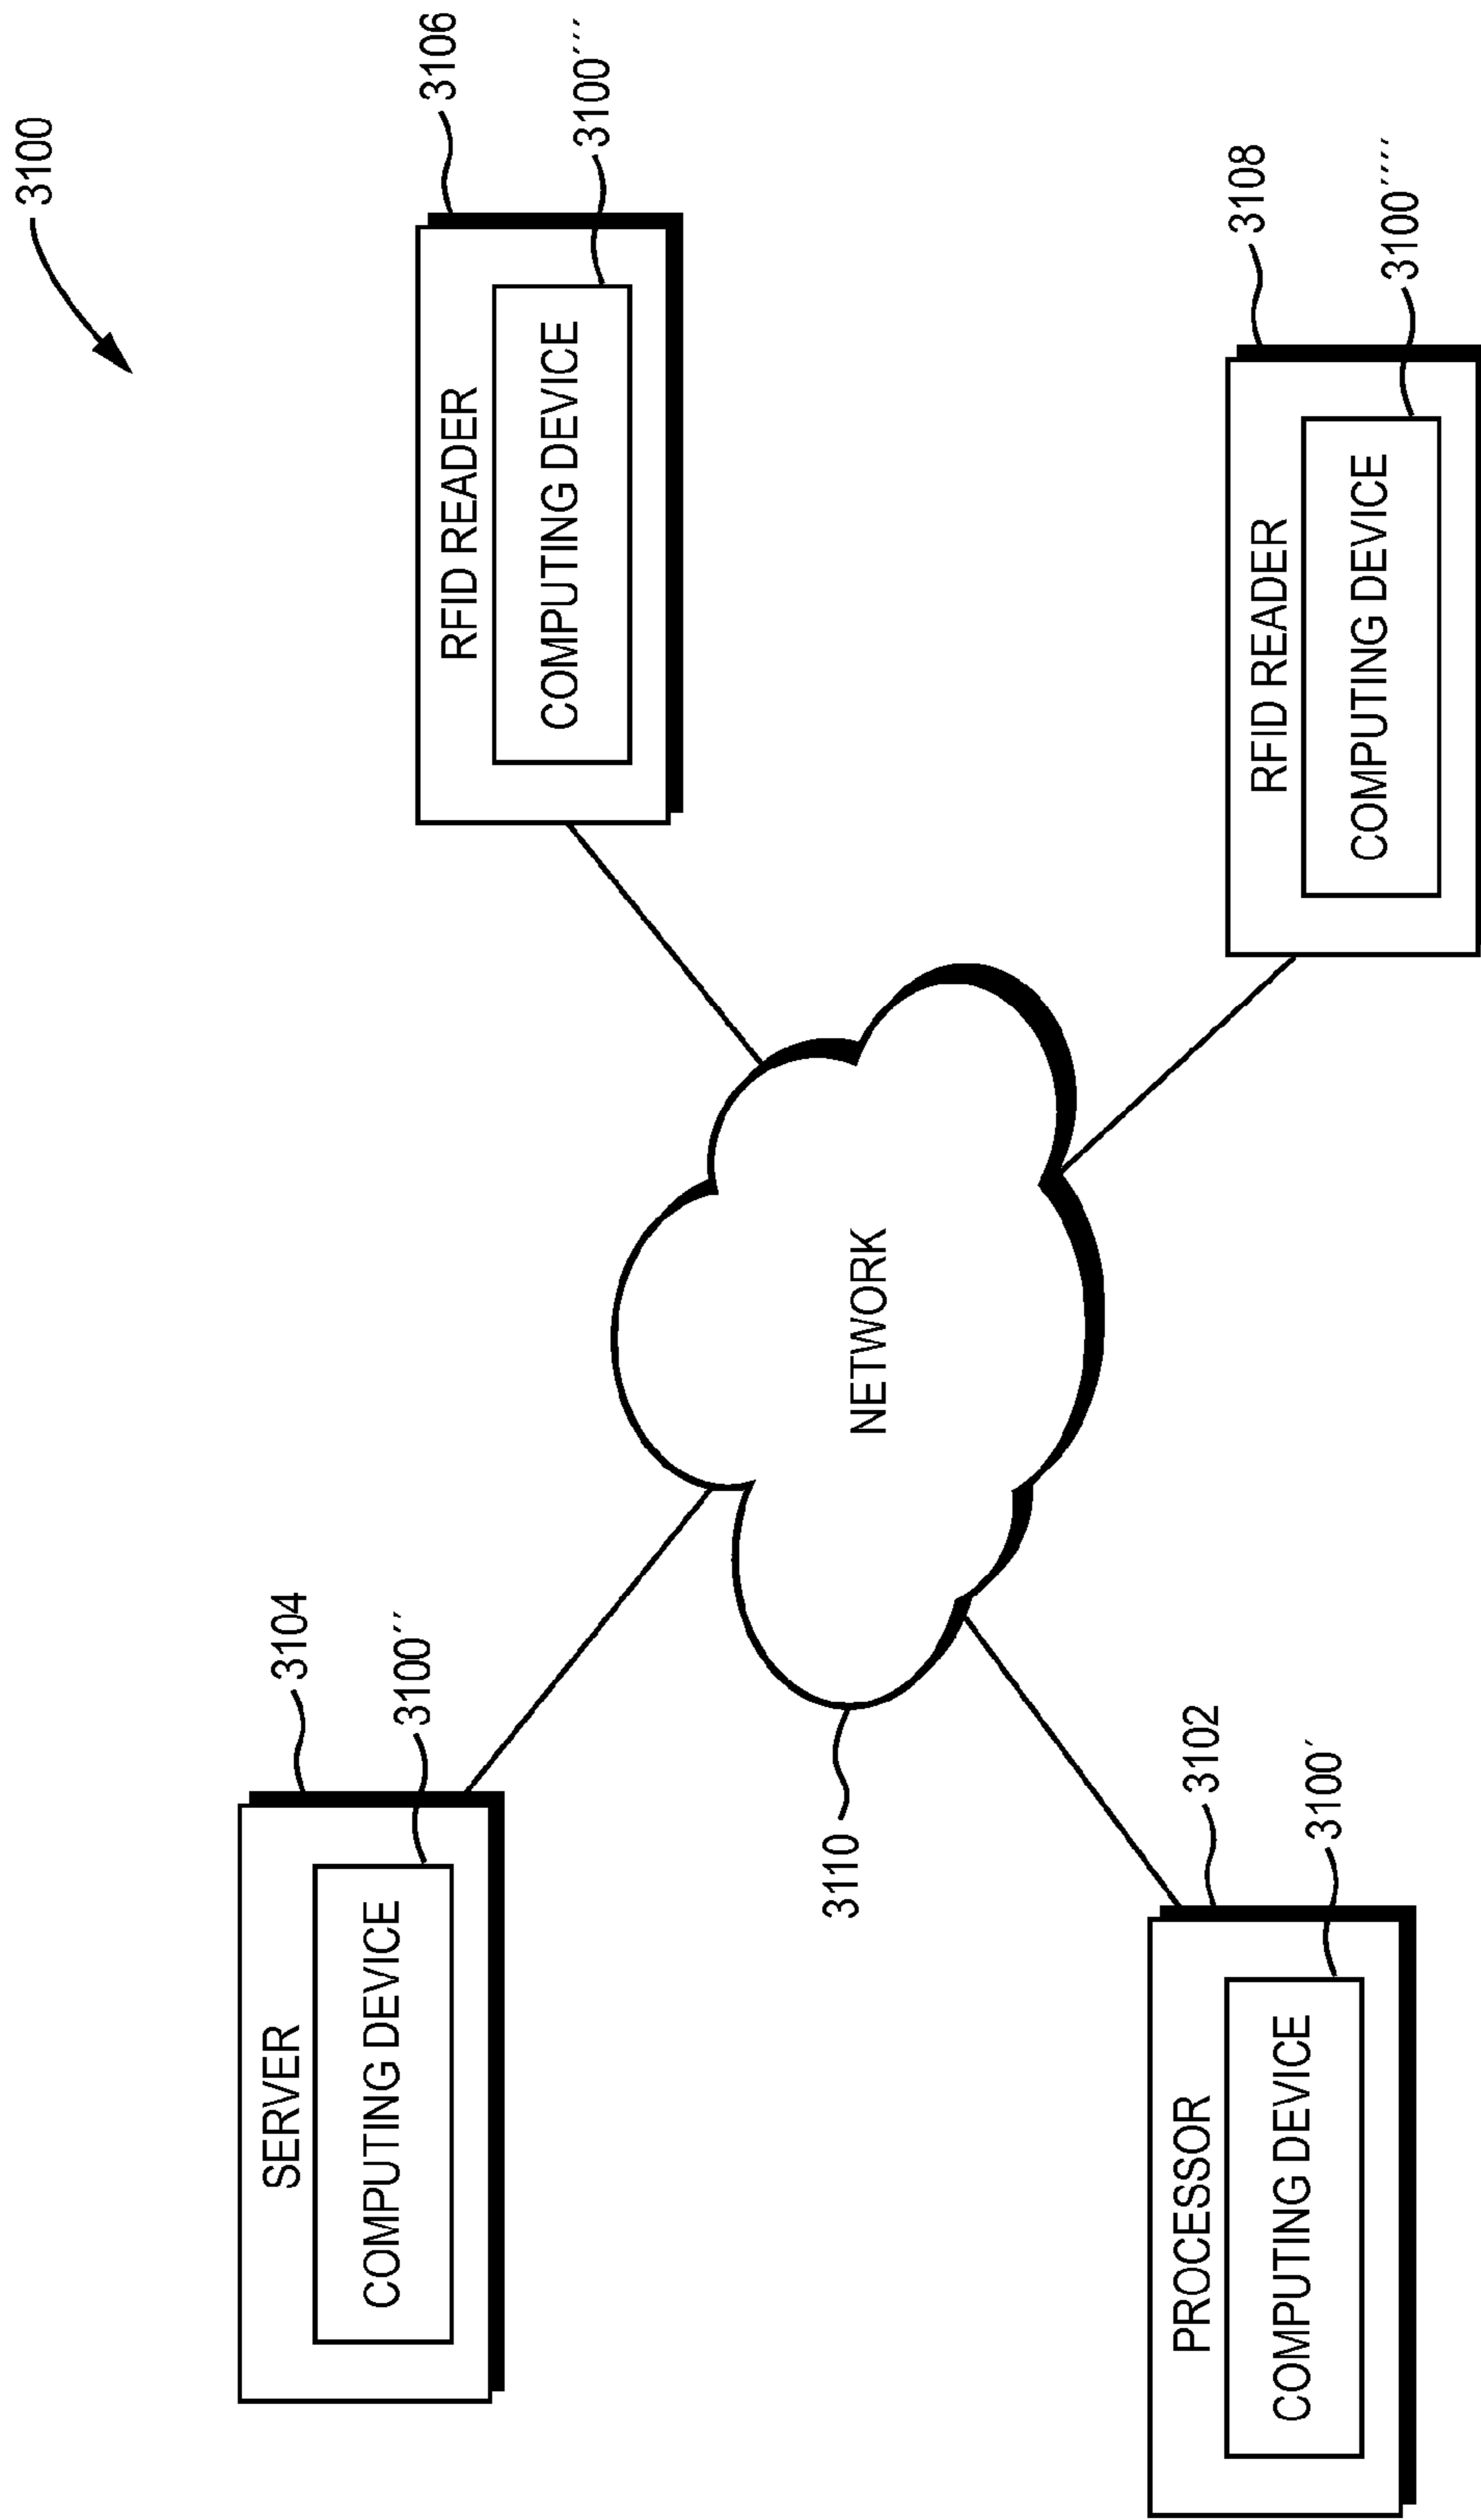 3100
3104
SERVER
3100´´
COMPUTING DEVICE
3106
RFID READER
3100´´´
COMPUTING DEVICE
3110
NETWORK
3102
PROCESSOR
3100´
COMPUTING DEVICE
3108
RFID READER
3100´´´´
COMPUTING DEVICE